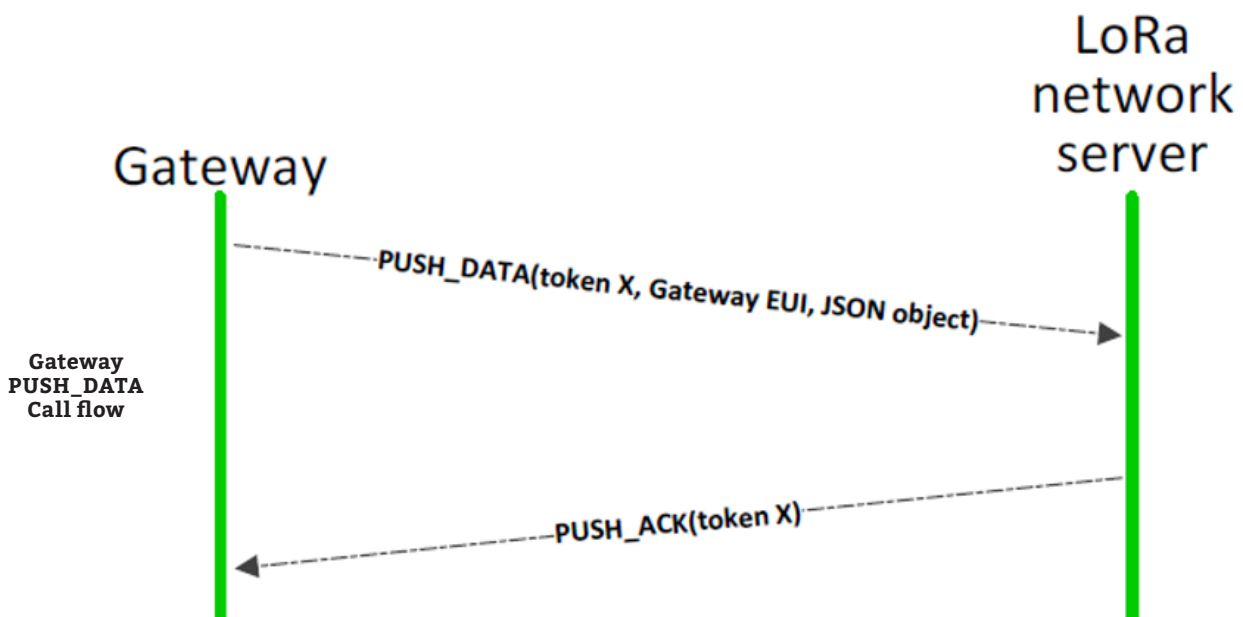 LoRa
network
server
Gateway
PUSH_DATA(token X, Gateway EUI, JSON object)
Gateway
PUSH_DATA
Call flow
PUSH_ACK(token X)